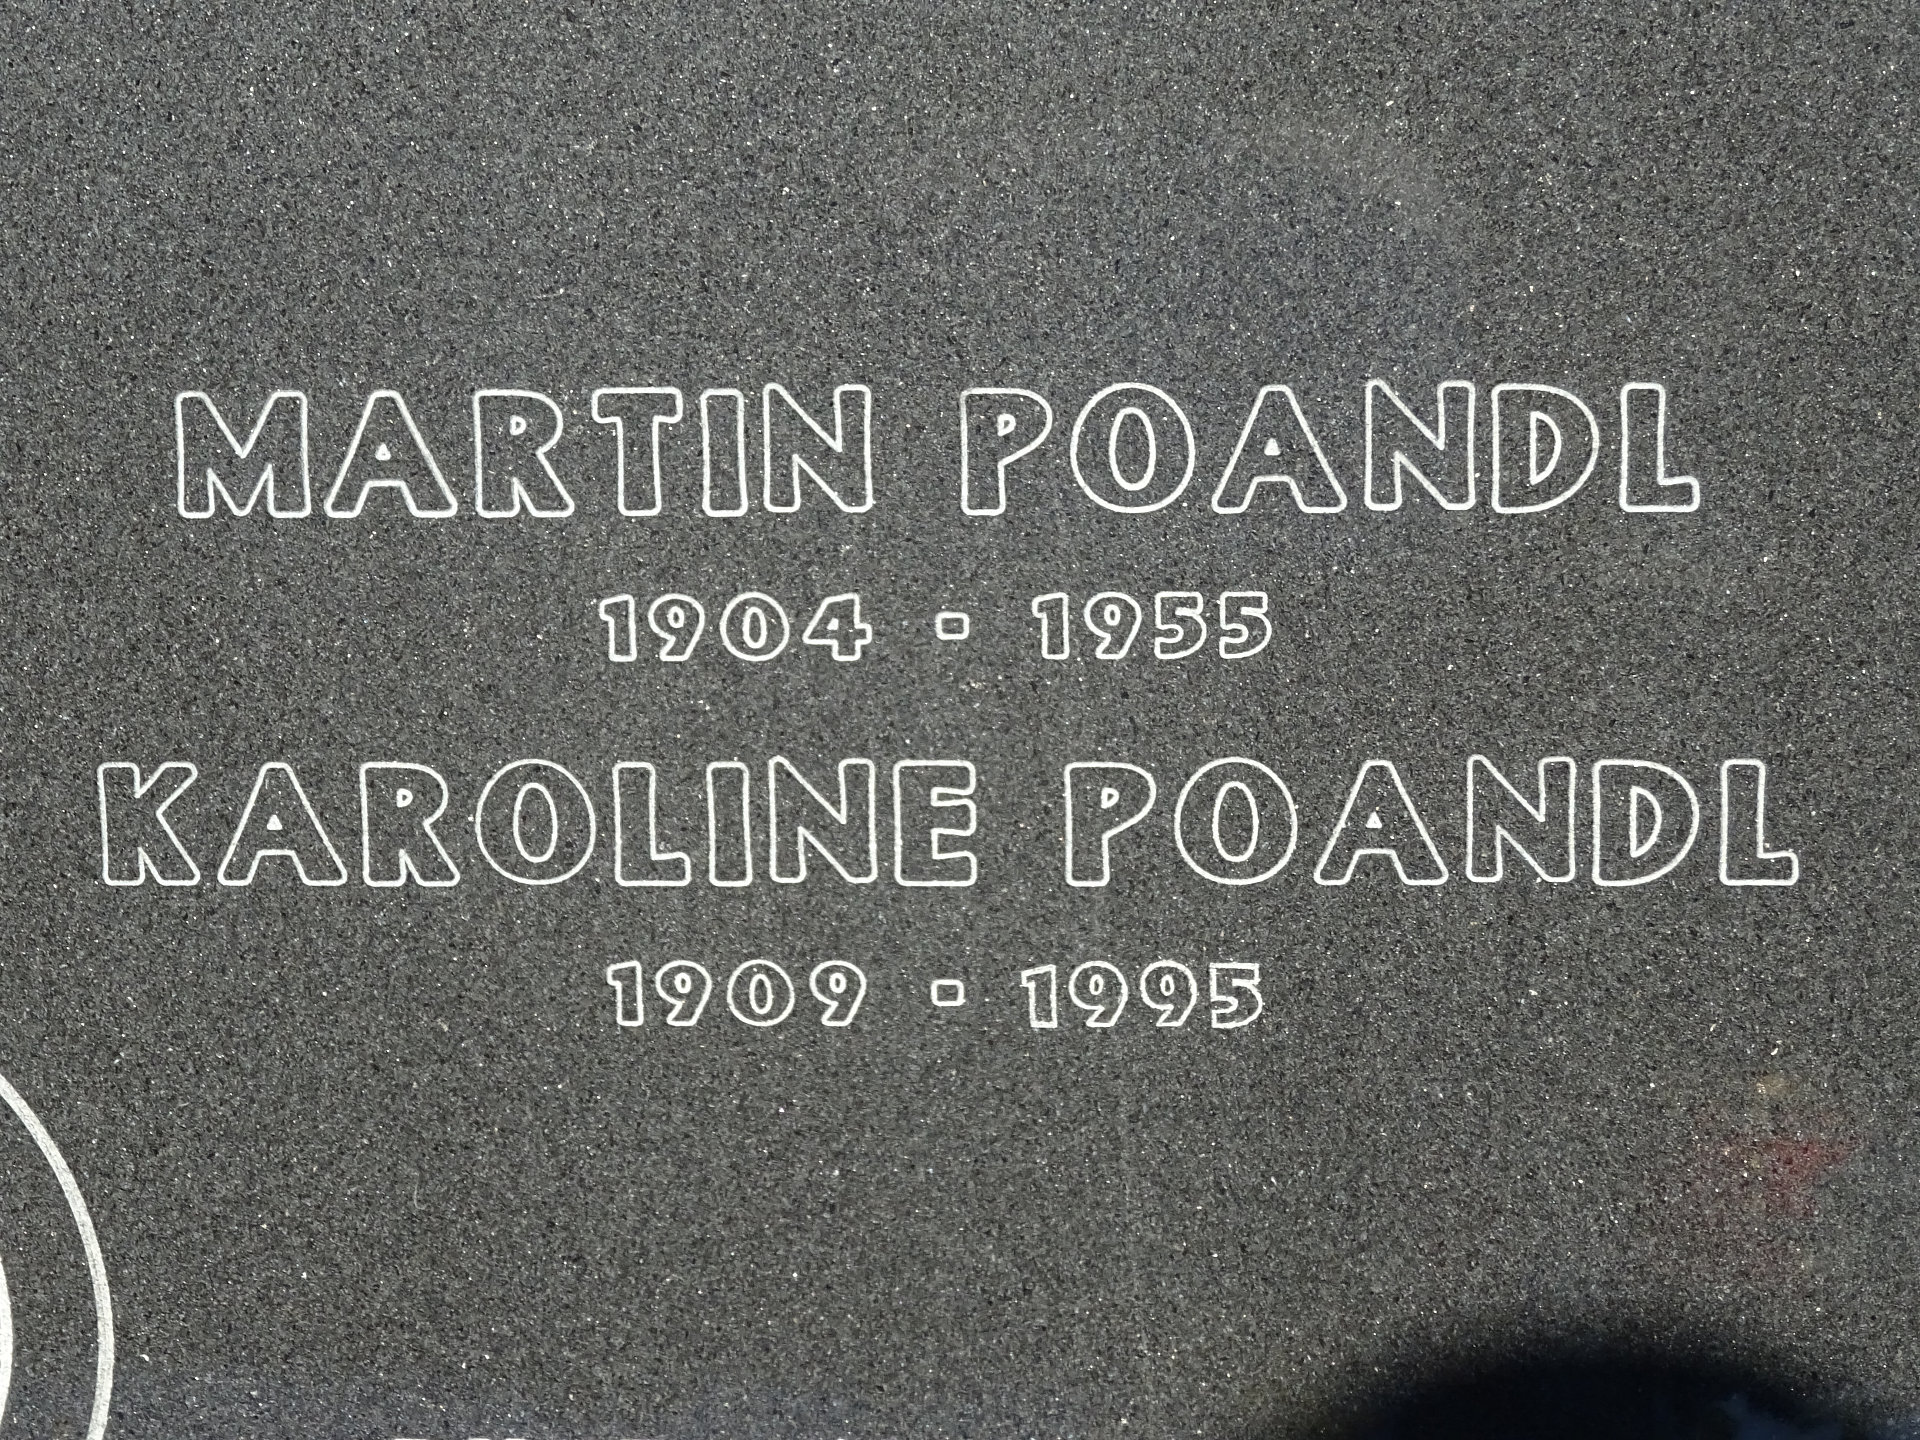 MARTIN POANDL
1904 - 1955
KAROLINE POANDL
1909 - 1995